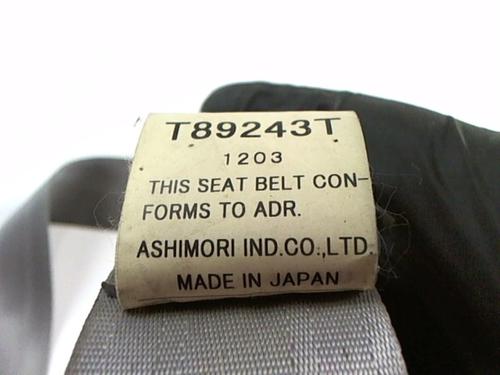 T89243T
1203
THIS SEAT BELT CON-
FORMS TO ADR.
ASHIMORI IND.CO.,LTD.
MADE IN JAPAN